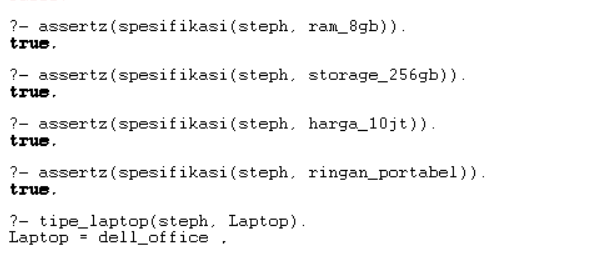 ?- assertz(spesifikasi(steph, ram_8gb)).
true.
?- assertz(spesifikasi(steph, storage_256gb)).
true.
?- assertz(spesifikasi(steph, harga_10jt)).
true.
?- assertz(spesifikasi(steph, ringan_portabel)).
true.
?- tipe_laptop(steph, Laptop).
Laptop = dell_office .